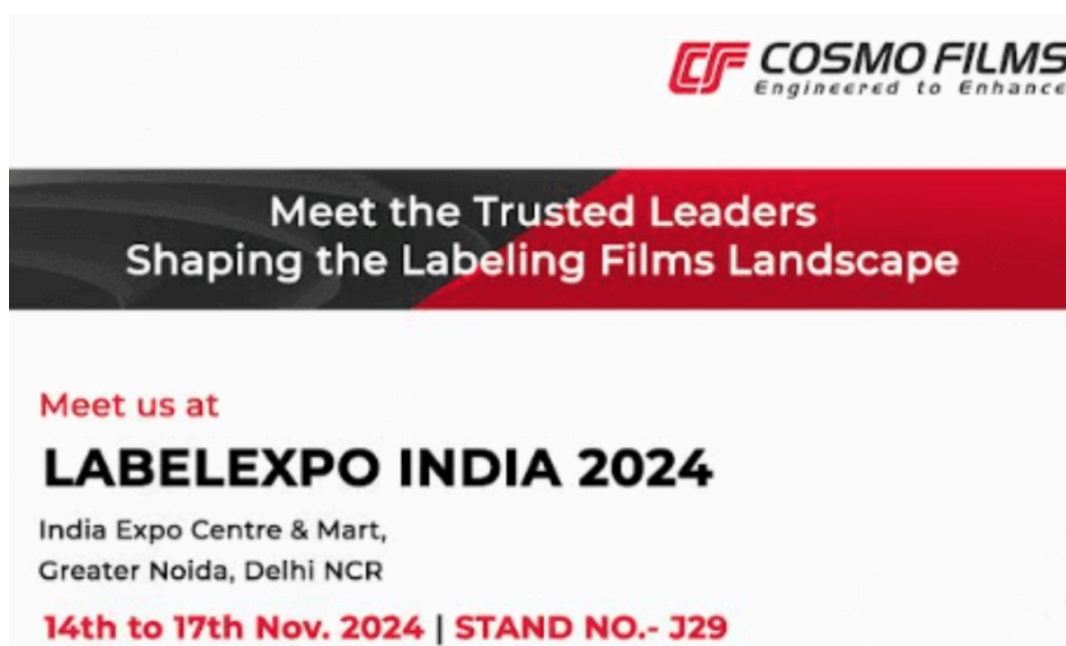 COSMO FILMS
Engineered to Enhance
Meet the Trusted Leaders
Shaping the Labeling Films Landscape
Meet us at
LABELEXPO INDIA 2024
India Expo Centre & Mart,
Greater Noida, Delhi NCR
14th to 17th Nov. 2024 | STAND NO.- J29